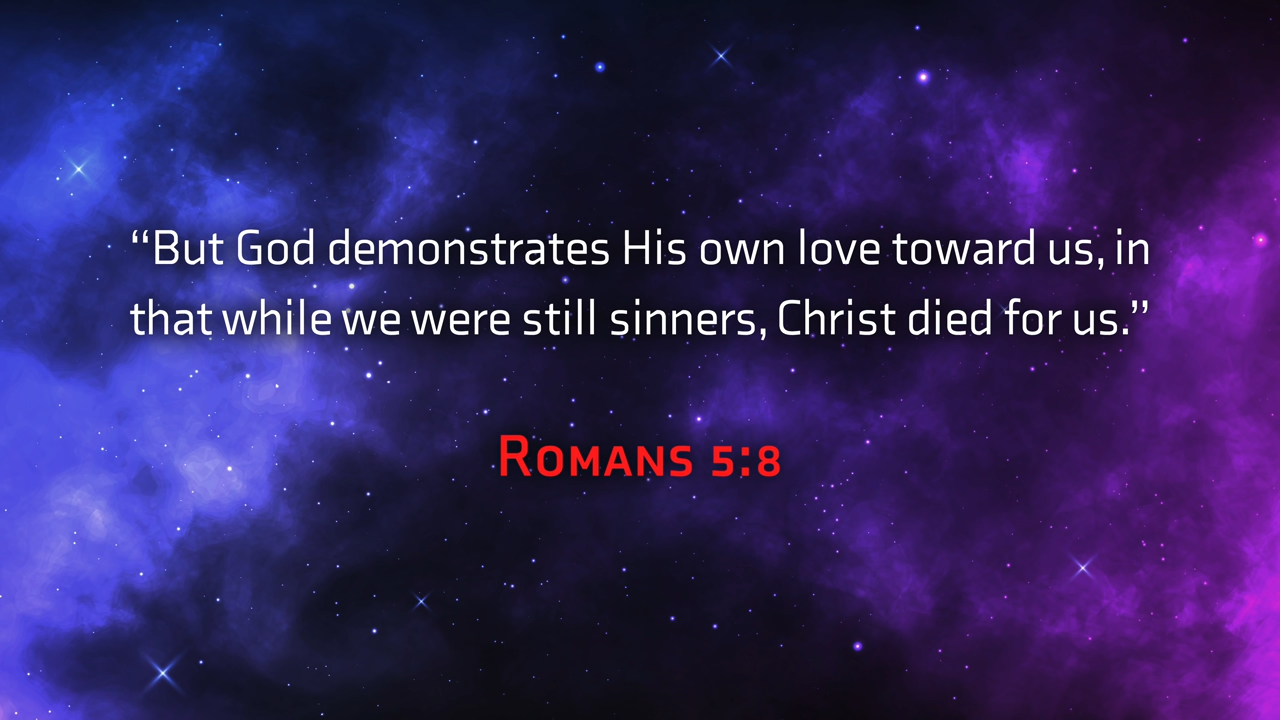 “But God demonstrates His own love toward us, in
that while we were still sinners, Christ died for us.”
Romans 5:8